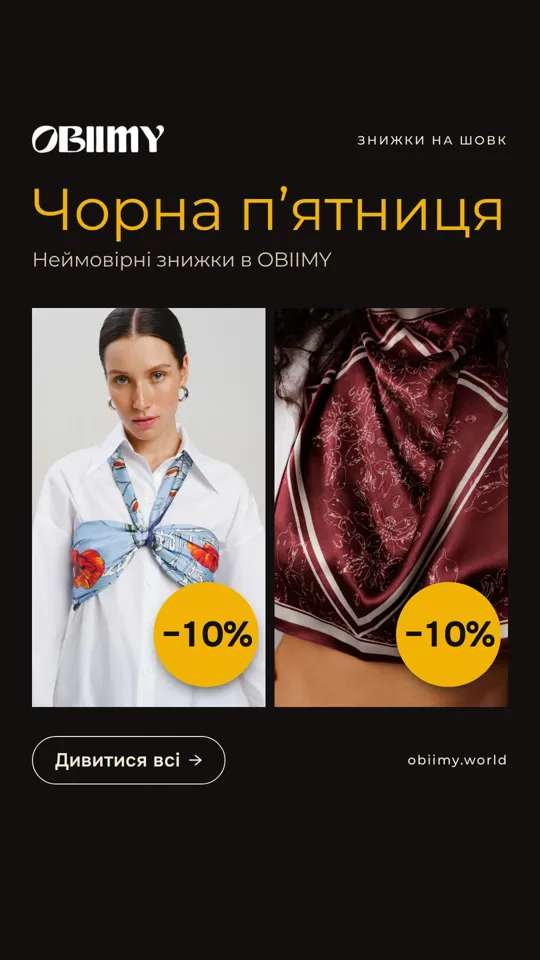 OBIIMY
ЗНИЖКИ НА ШОВК
Чорна п’ятниця
Неймовірні знижки в OBIIMY
-10%
-10%
Дивитися всі →
obiimy.world